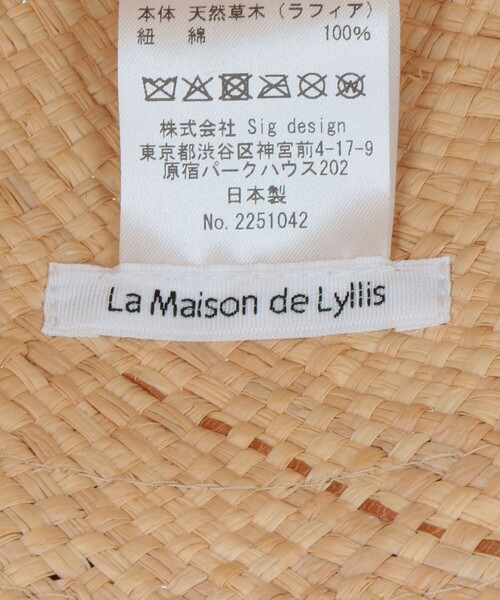 本体 天然草木（ラフィア）
紐 綿 100%
株式会社 Sig design
東京都渋谷区神宮前4-17-9
原宿パークハウス202
日本製
No. 2251042
La Maison de Lyllis